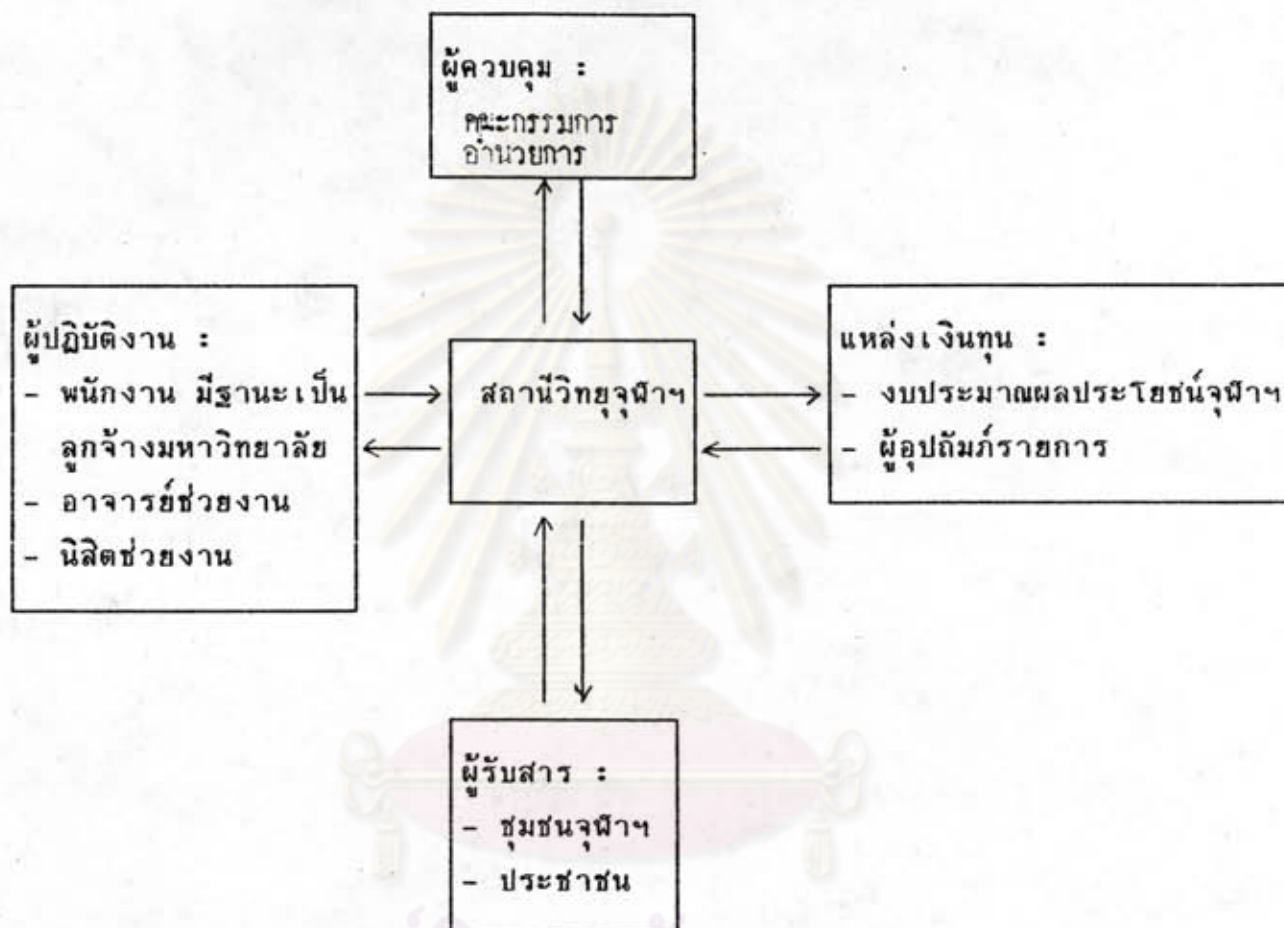 ผู้ควบคุม :
คณะกรรมการ
อำนวยการ
ผู้ปฏิบัติงาน :
- พนักงาน มีฐานะเป็น
ลูกจ้างมหาวิทยาลัย
- อาจารย์ช่วยงาน
- นิสิตช่วยงาน
สถานีวิทยุจุฬาฯ
แหล่งเงินทุน :
- งบประมาณผลประโยชน์จุฬาฯ
- ผู้อุปถัมภ์รายการ
ผู้รับสาร :
- ชุมชนจุฬาฯ
- ประชาชน